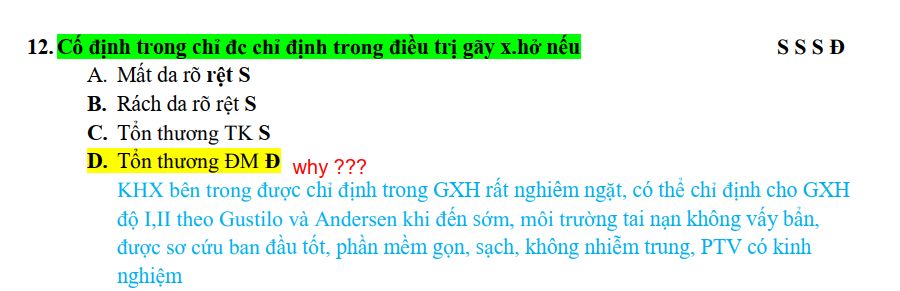 12. Cố định trong chỉ đc chỉ định trong điều trị gãy x.hở nếu S S S Đ
A. Mất da rõ rệt S
B. Rách da rõ rệt S
C. Tổn thương TK S
D. Tổn thương ĐM Đ why ???
KHX bên trong được chỉ định trong GXH rất nghiêm ngặt, có thể chỉ định cho GXH
độ I,II theo Gustilo và Andersen khi đến sớm, môi trường tai nạn không vấy bẩn,
được sơ cứu ban đầu tốt, phần mềm gọn, sạch, không nhiễm trung, PTV có kinh
nghiệm